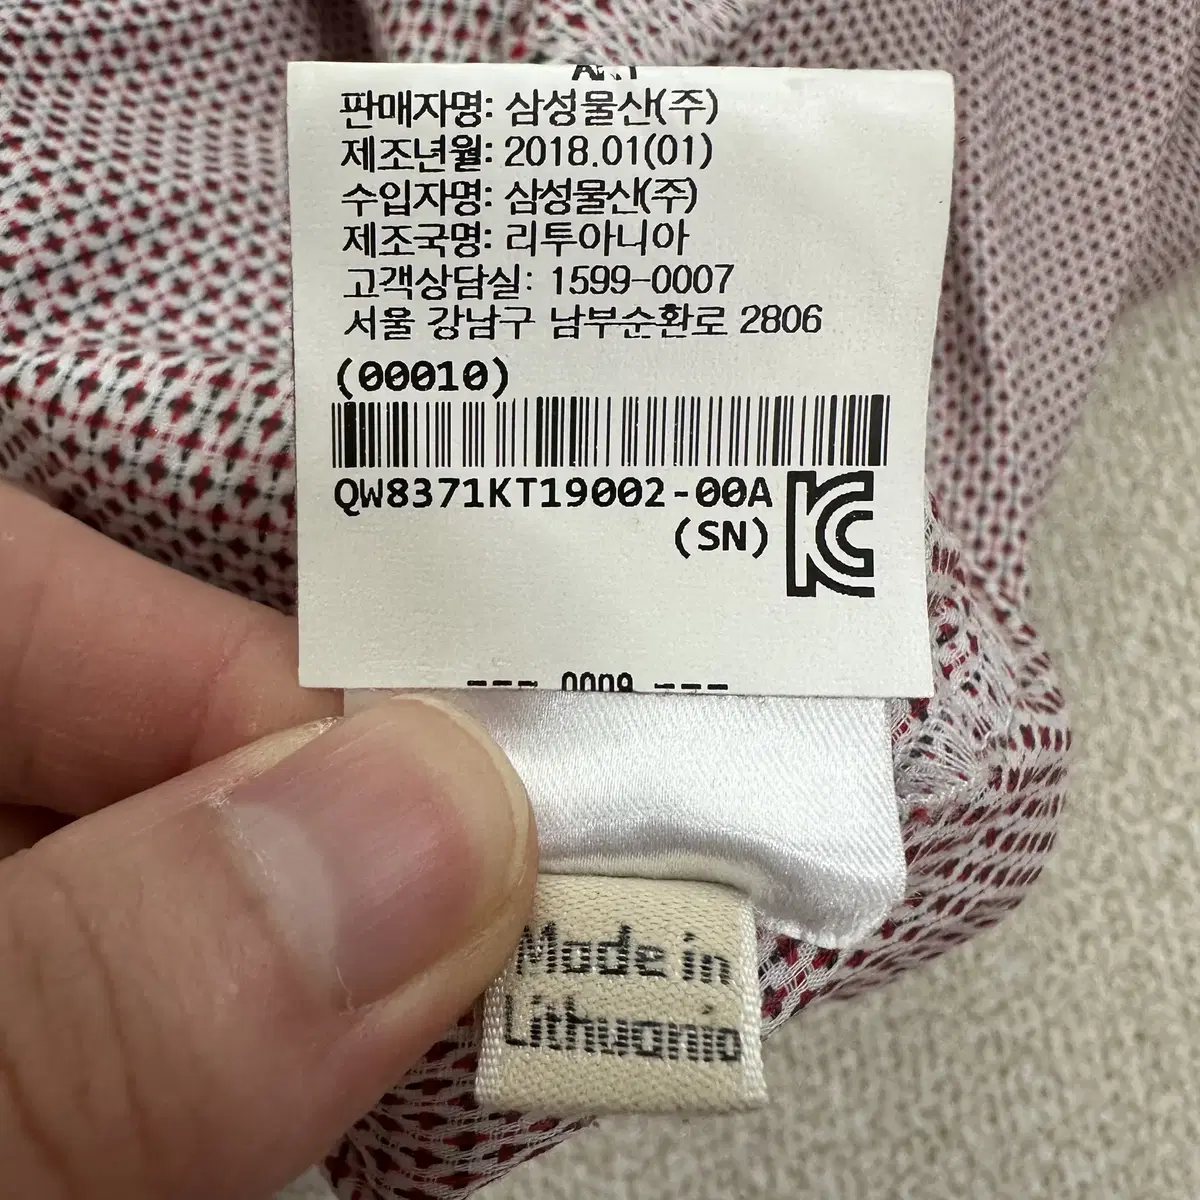 판매자명: 삼성물산(주)
제조년월: 2018.01(01)
수입자명: 삼성물산(주)
제조국명: 리투아니아
고객상담실: 1599-0007
서울 강남구 남부순환로 2806
(00010)
QW8371KT19002-00A
(SN)
KC
--- 0009 ---
Made in
Lithuania